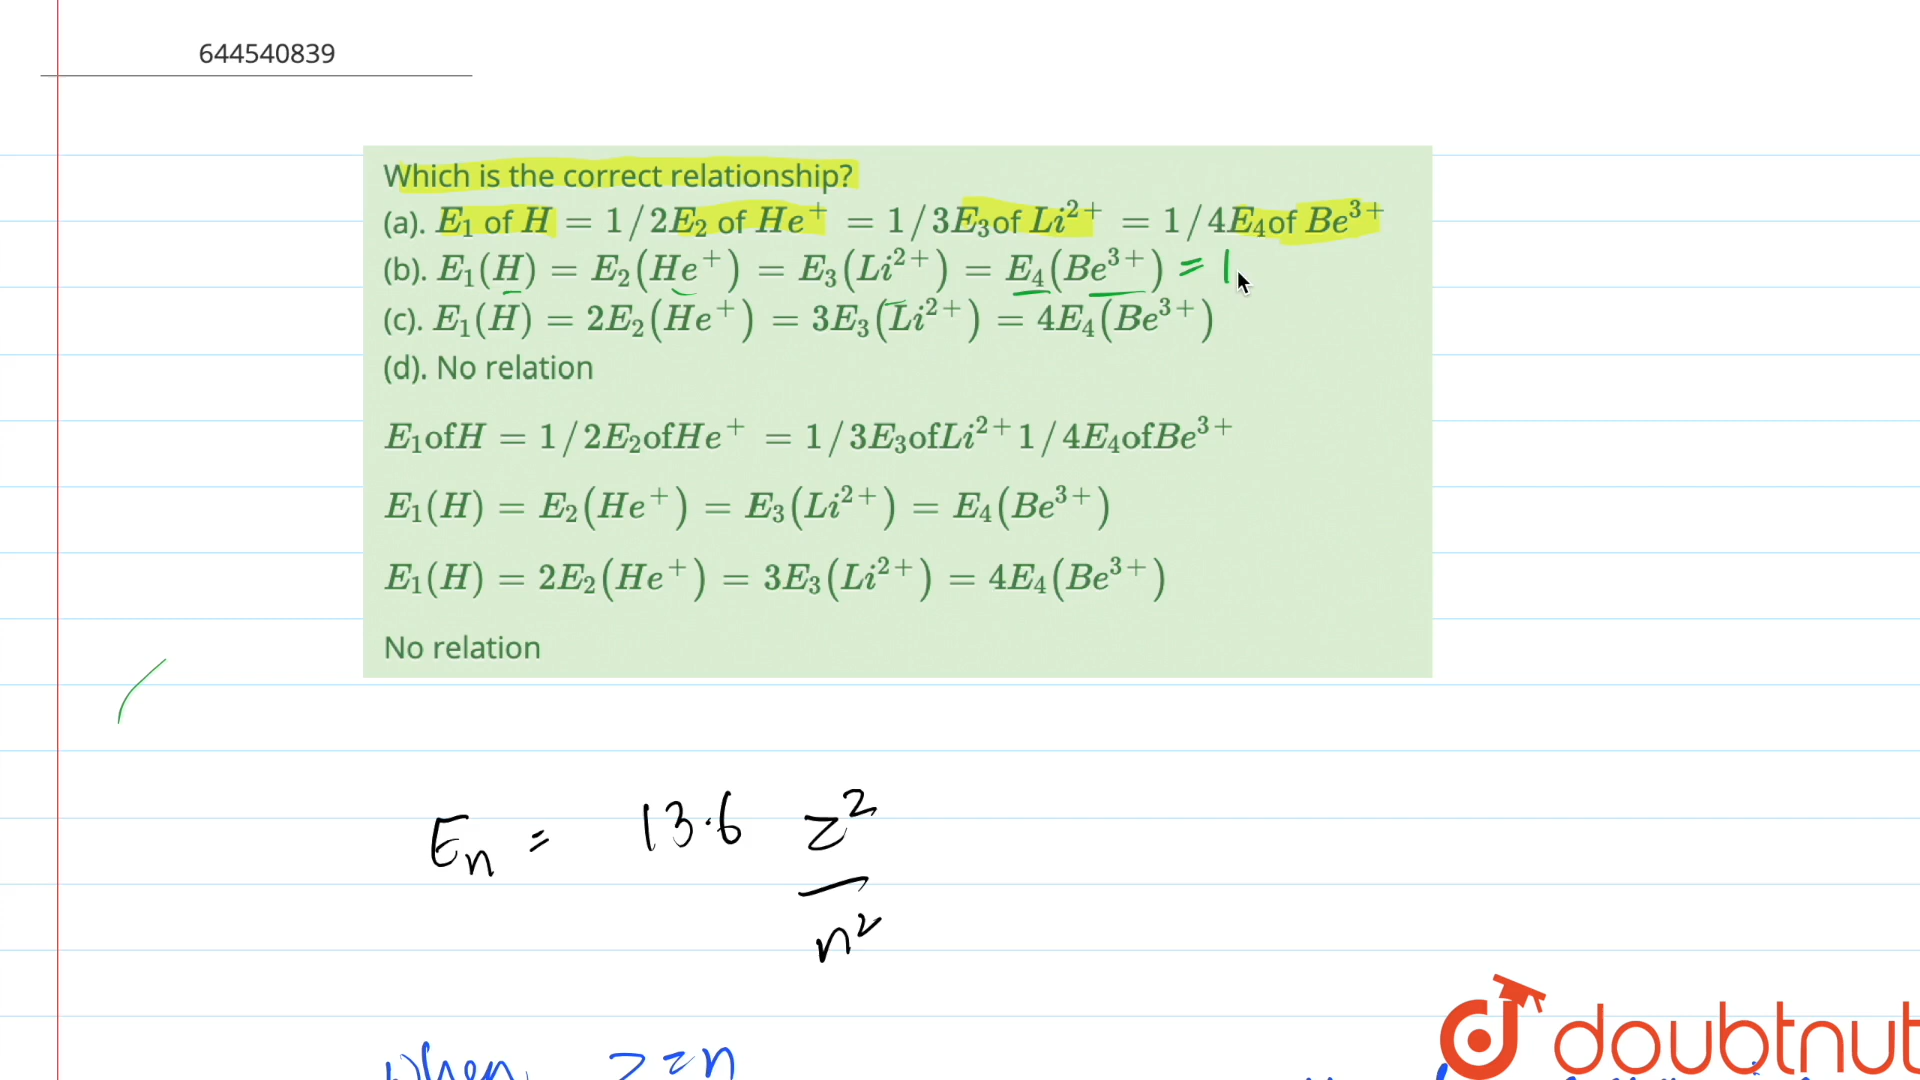 644540839
Which is the correct relationship?
(a). E₁ of H = 1/2E₂ of He⁺ = 1/3E₃of Li²⁺ = 1/4E₄of Be³⁺
(b). E₁(H) = E₂(He⁺) = E₃(Li²⁺) = E₄(Be³⁺) = 1
(c). E₁(H) = 2E₂(He⁺) = 3E₃(Li²⁺) = 4E₄(Be³⁺)
(d). No relation
E₁ofH = 1/2E₂ofHe⁺ = 1/3E₃ofLi²⁺1/4E₄ofBe³⁺
E₁(H) = E₂(He⁺) = E₃(Li²⁺) = E₄(Be³⁺)
E₁(H) = 2E₂(He⁺) = 3E₃(Li²⁺) = 4E₄(Be³⁺)
No relation
Eₙ = 13.6 z²/n²
When z=n
doubtnut